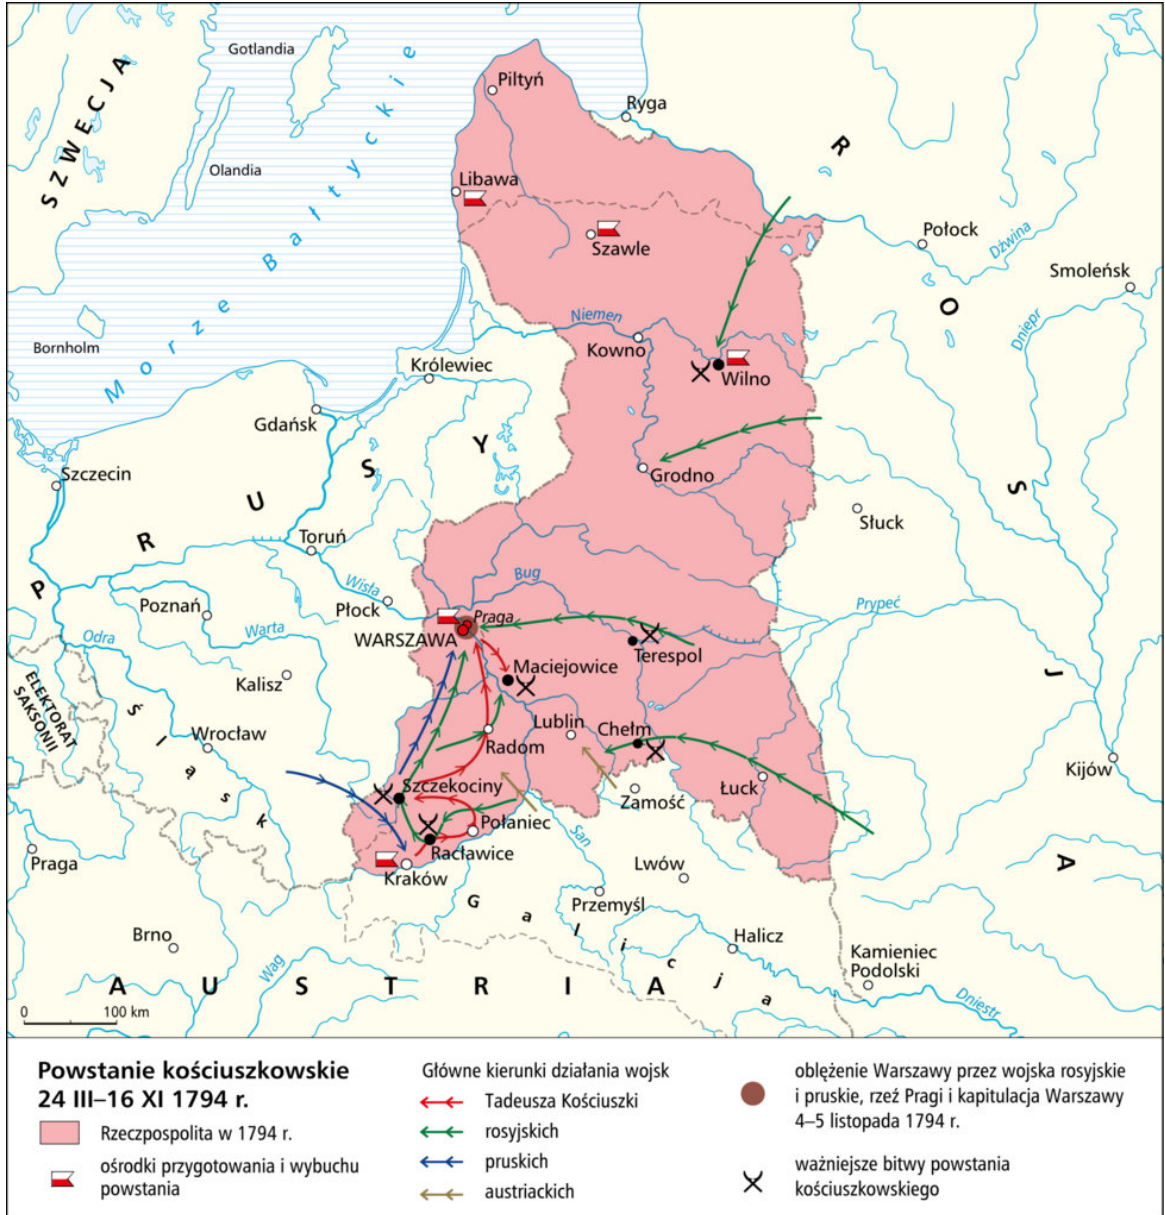 Gotlandia
SZWECJA
Morze Bałtyckie
Olandia
Bornholm
Piltyń
Ryga
Libawa
Szawle
R O S J A
Połock
Dźwina
Smoleńsk
Dniepr
Niemen
Kowno
Wilno
Królewiec
Gdańsk
Szczecin
P R U S Y
Grodno
Słuck
Toruń
Wisła
Bug
Płock
Praga
WARSZAWA
Poznań
Odra
Warta
Prypeć
Terespol
Maciejowice
ELEKTORAT
SAKSONII
Kalisz
Śląsk
Wrocław
Lublin
Chełm
Radom
Kijów
Szczekociny
Zamość
Łuck
Połaniec
San
Racławice
Praga
Kraków
Lwów
Przemyśl
Galicja
Brno
Halicz
Wag
Kamieniec
Podolski
A U S T R I A
Dniestr
0 100 km
Powstanie kościuszkowskie
24 III–16 XI 1794 r.
Rzeczpospolita w 1794 r.
ośrodki przygotowania i wybuchu
powstania
Główne kierunki działania wojsk
Tadeusza Kościuszki
rosyjskich
pruskich
austriackich
oblężenie Warszawy przez wojska rosyjskie
i pruskie, rzeź Pragi i kapitulacja Warszawy
4–5 listopada 1794 r.
ważniejsze bitwy powstania
kościuszkowskiego